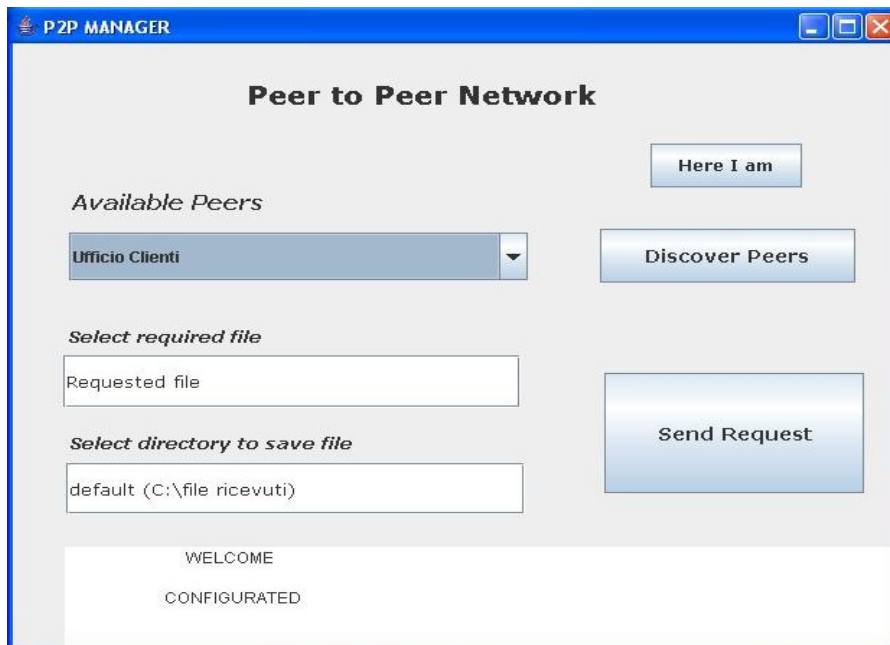 P2P MANAGER
Peer to Peer Network
Here I am
Available Peers
Ufficio Clienti
Discover Peers
Select required file
Requested file
Send Request
Select directory to save file
default (C:\file ricevuti)
WELCOME
CONFIGURATED